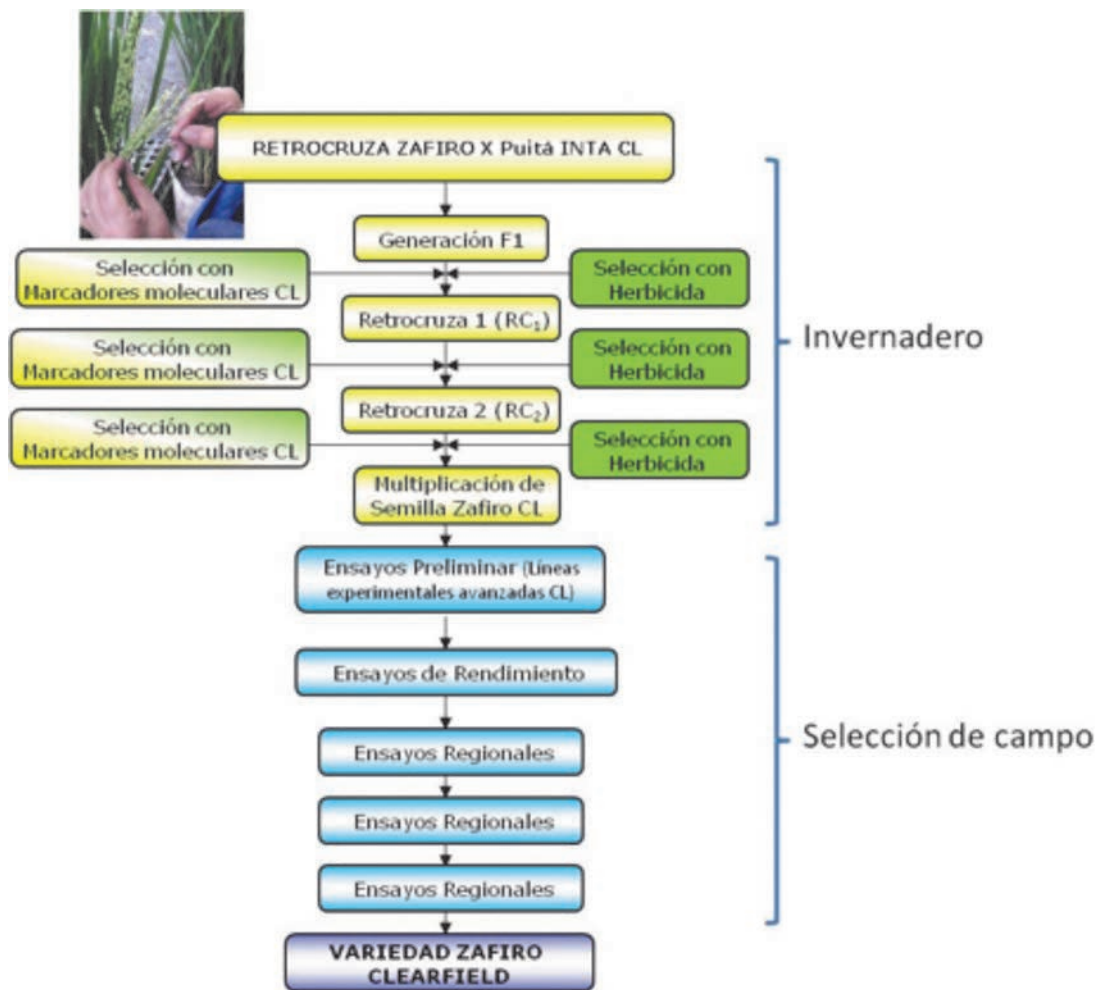 RETROCRUZA ZAFIRO X Puitá INTA CL
Generación F1
Selección con
Marcadores moleculares CL
Selección con
Herbicida
Retrocruza 1 (RC₁)
Selección con
Marcadores moleculares CL
Selección con
Herbicida
Retrocruza 2 (RC₂)
Selección con
Marcadores moleculares CL
Selección con
Herbicida
Multiplicación de
Semilla Zafiro CL
Invernadero
Ensayos Preliminar (Líneas
experimentales avanzadas CL)
Ensayos de Rendimiento
Ensayos Regionales
Ensayos Regionales
Ensayos Regionales
Selección de campo
VARIEDAD ZAFIRO
CLEARFIELD